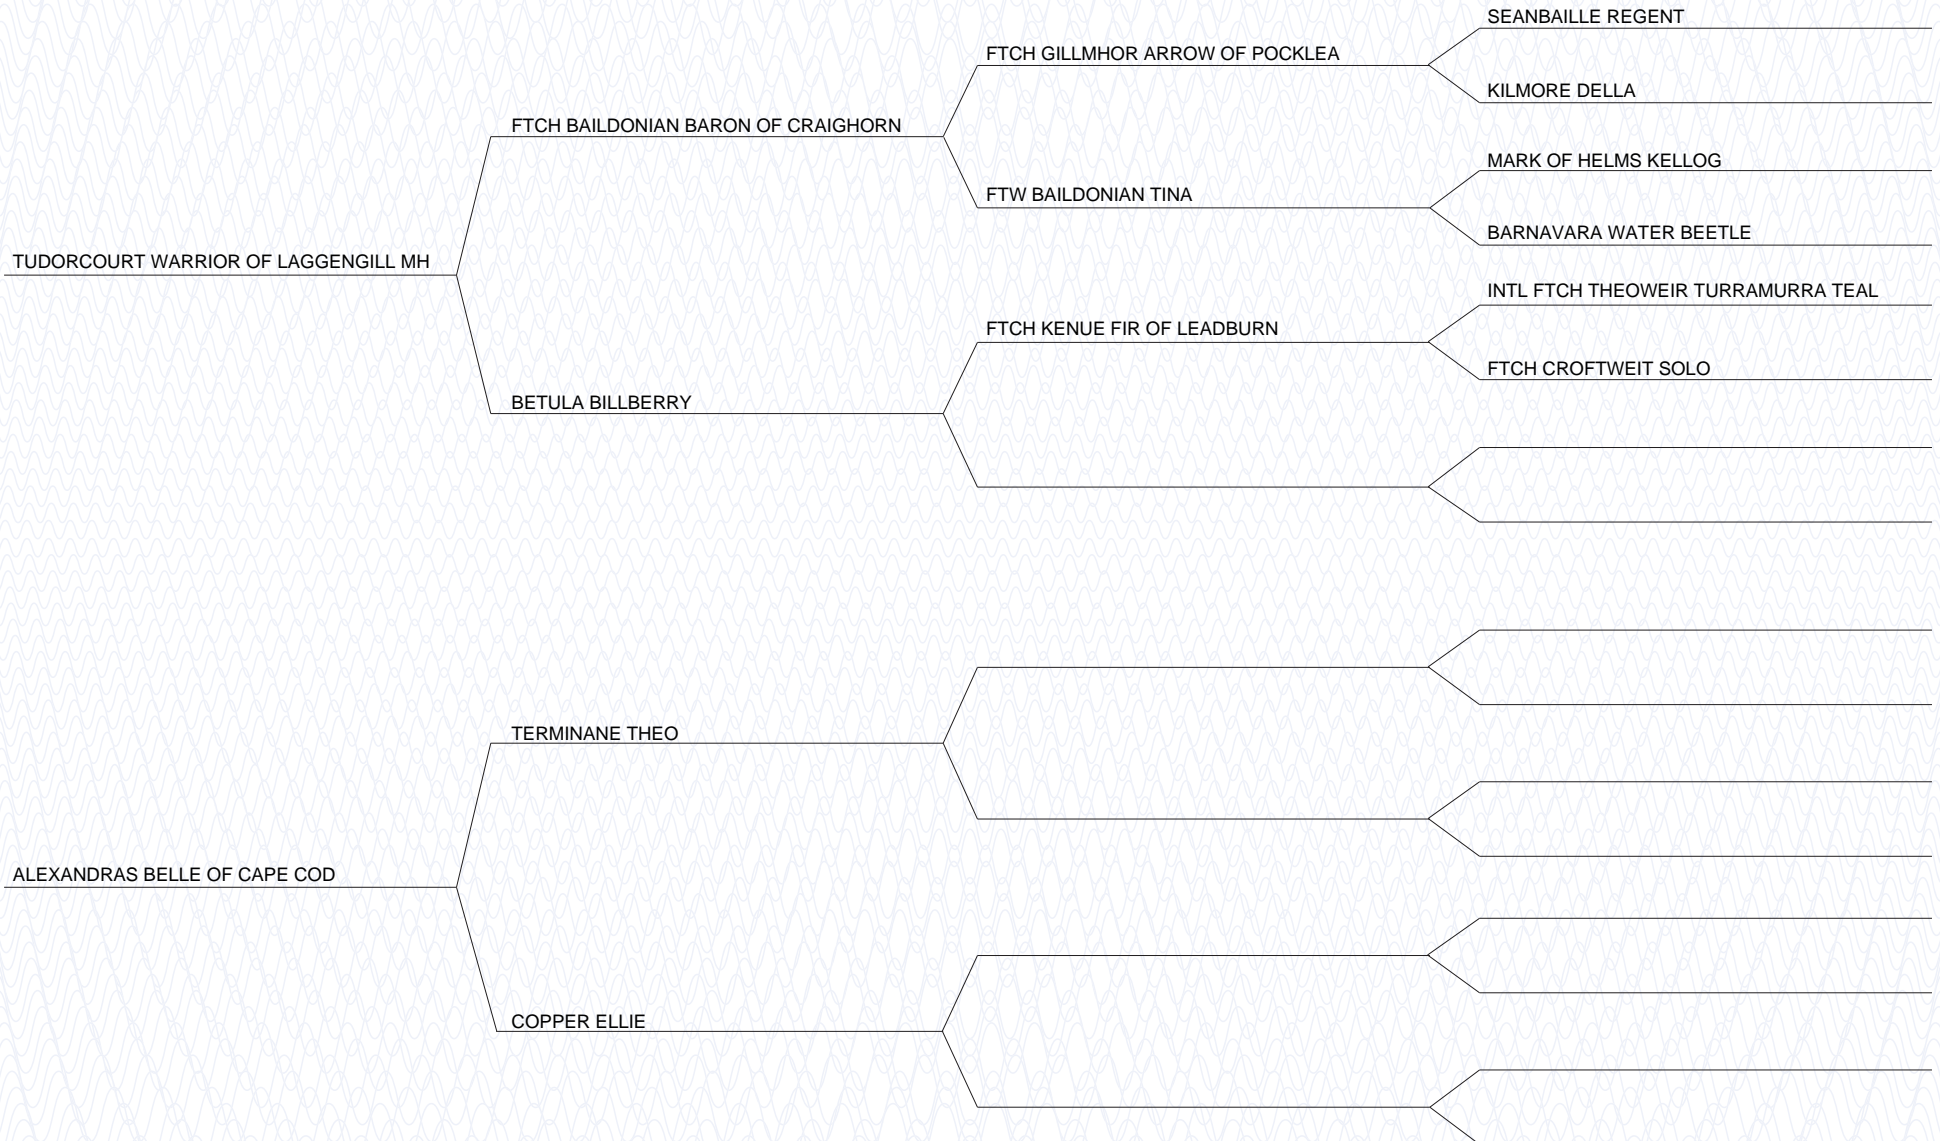 SEANBAILLE REGENT
FTCH GILLMHOR ARROW OF POCKLEA
KILMORE DELLA
FTCH BAILDONIAN BARON OF CRAIGHORN
MARK OF HELMS KELLOG
FTW BAILDONIAN TINA
BARNAVARA WATER BEETLE
TUDORCOURT WARRIOR OF LAGGENGILL MH
INTL FTCH THEOWEIR TURRAMURRA TEAL
FTCH KENUE FIR OF LEADBURN
FTCH CROFTWEIT SOLO
BETULA BILLBERRY
TERMINANE THEO
ALEXANDRAS BELLE OF CAPE COD
COPPER ELLIE